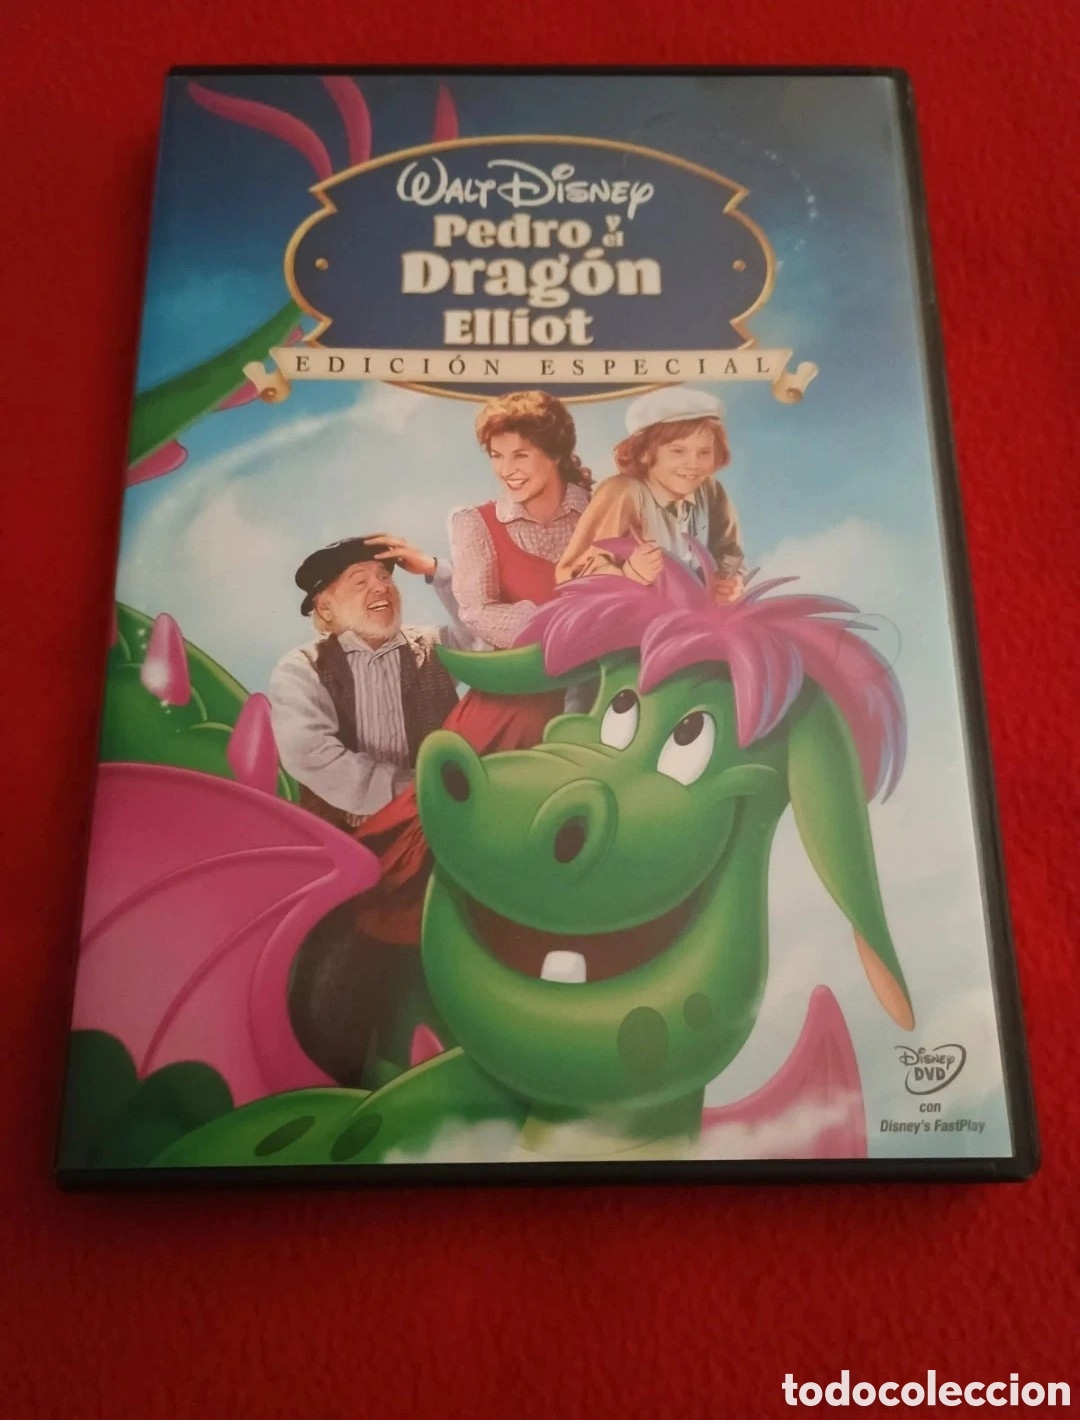 WALT DISNEY
Pedro y el
Dragón
Elliot
EDICIÓN ESPECIAL
DISNEY
DVD
con
Disney's FastPlay
todocoleccion